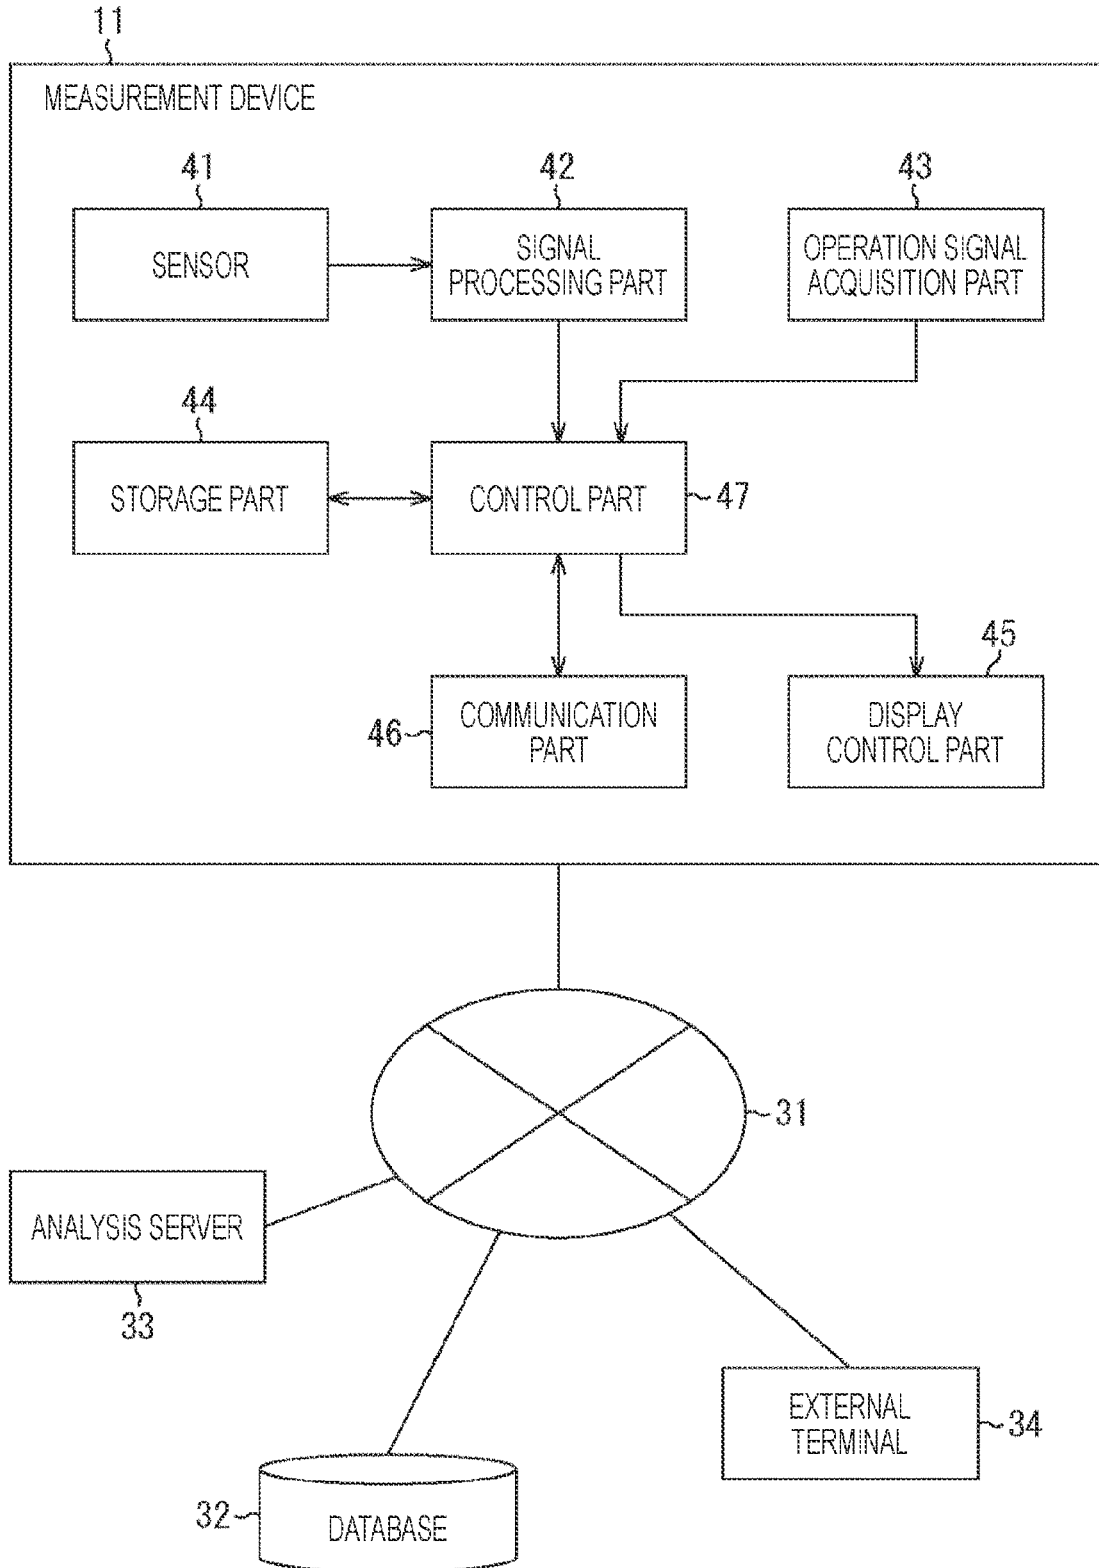 11
MEASUREMENT DEVICE
41
42
43
SENSOR
SIGNAL
PROCESSING PART
OPERATION SIGNAL
ACQUISITION PART
44
STORAGE PART
CONTROL PART
47
45
46
COMMUNICATION
PART
DISPLAY
CONTROL PART
31
ANALYSIS SERVER
33
EXTERNAL
TERMINAL
34
32
DATABASE